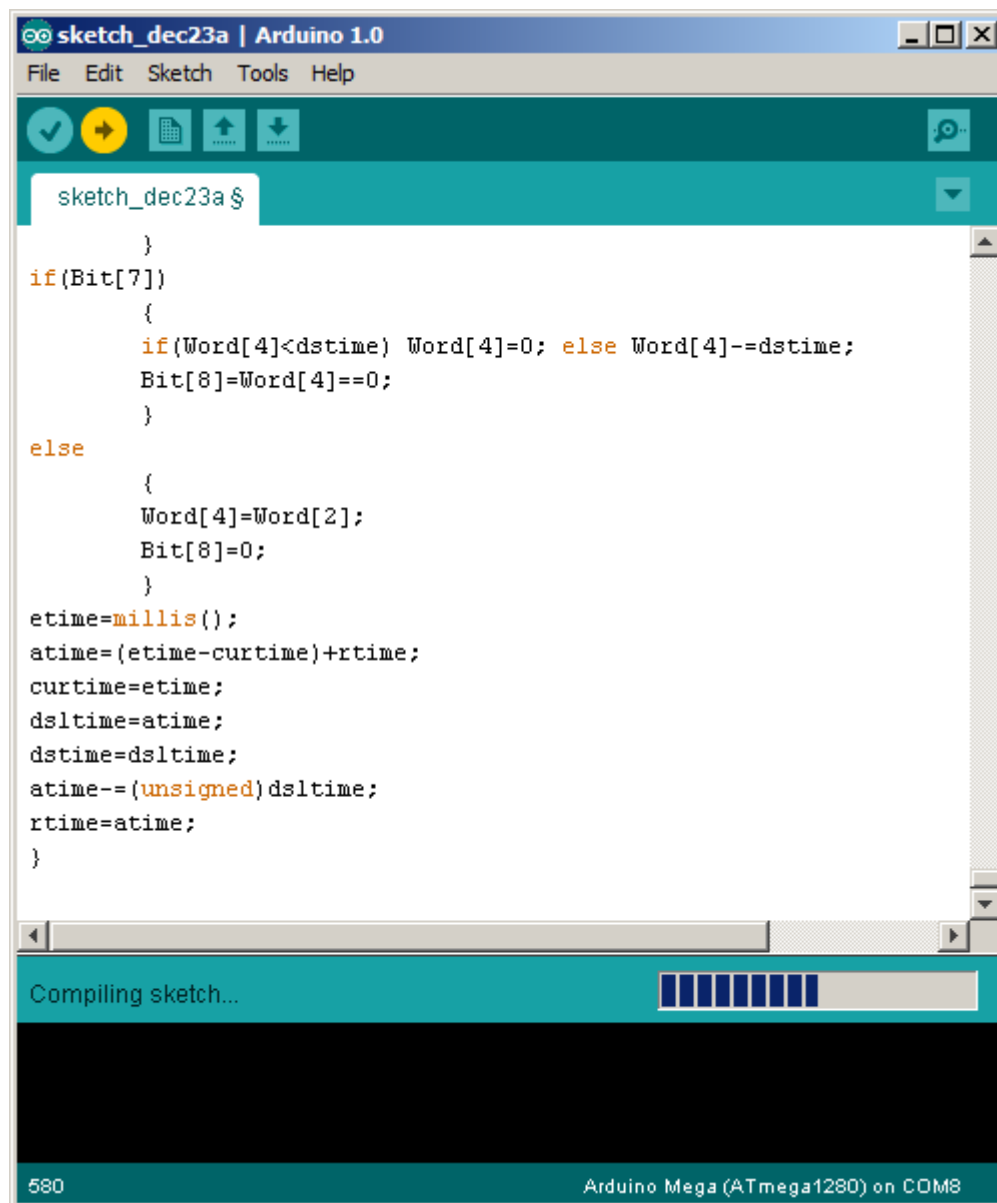 sketch_dec23a | Arduino 1.0
File Edit Sketch Tools Help
sketch_dec23a §
}
if(Bit[7])
{
if(Word[4]<dstime) Word[4]=0; else Word[4]-=dstime;
Bit[8]=Word[4]==0;
}
else
{
Word[4]=Word[2];
Bit[8]=0;
}
etime=millis();
atime=(etime-curtime)+rtime;
curtime=etime;
dsltime=atime;
dstime=dsltime;
atime-=(unsigned)dsltime;
rtime=atime;
}
Compiling sketch...
580 Arduino Mega (ATmega1280) on COM8